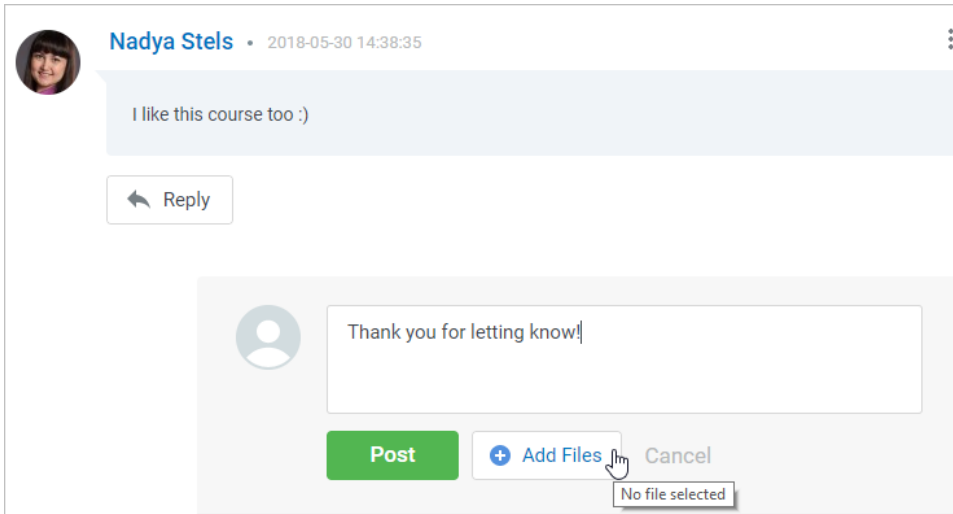 Nadya Stels • 2018-05-30 14:38:35
I like this course too :)
Reply
Thank you for letting know!
Post Add Files Cancel
No file selected